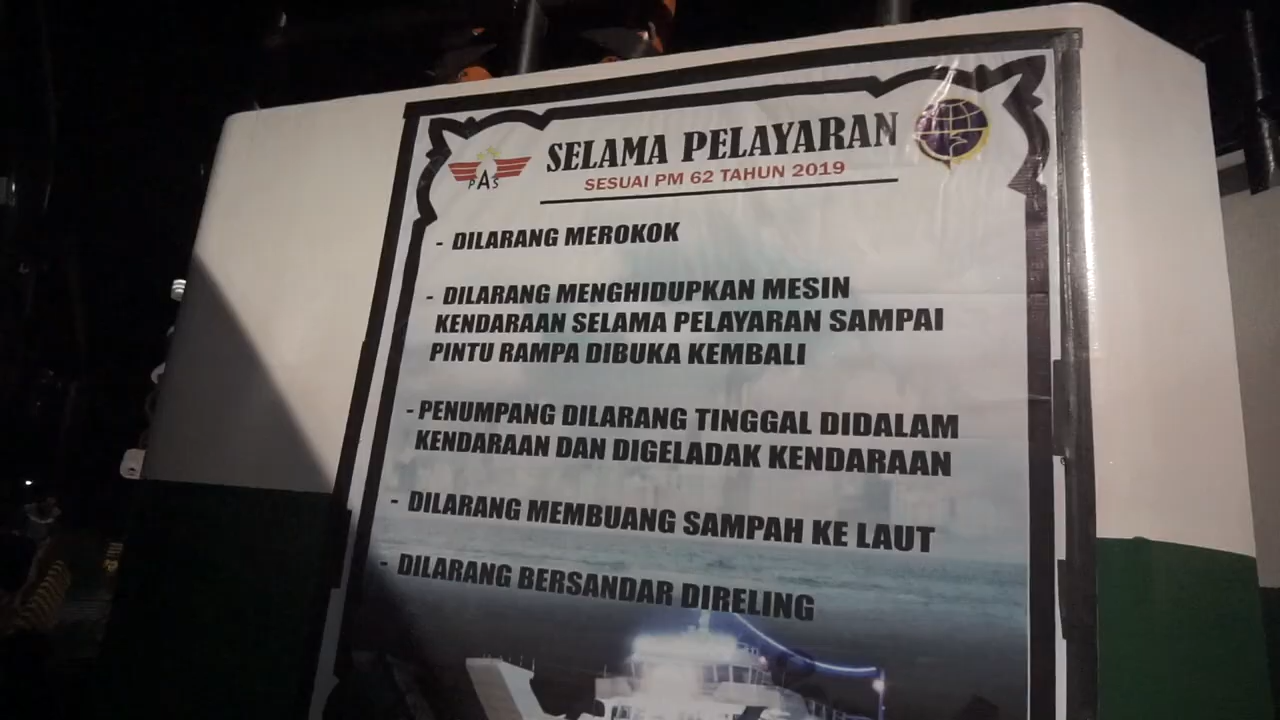 PAS
SELAMA PELAYARAN
SESUAI PM 62 TAHUN 2019
- DILARANG MEROKOK
- DILARANG MENGHIDUPKAN MESIN
KENDARAAN SELAMA PELAYARAN SAMPAI
PINTU RAMPA DIBUKA KEMBALI
- PENUMPANG DILARANG TINGGAL DIDALAM
KENDARAAN DAN DIGELADAK KENDARAAN
- DILARANG MEMBUANG SAMPAH KE LAUT
- DILARANG BERSANDAR DIRELING